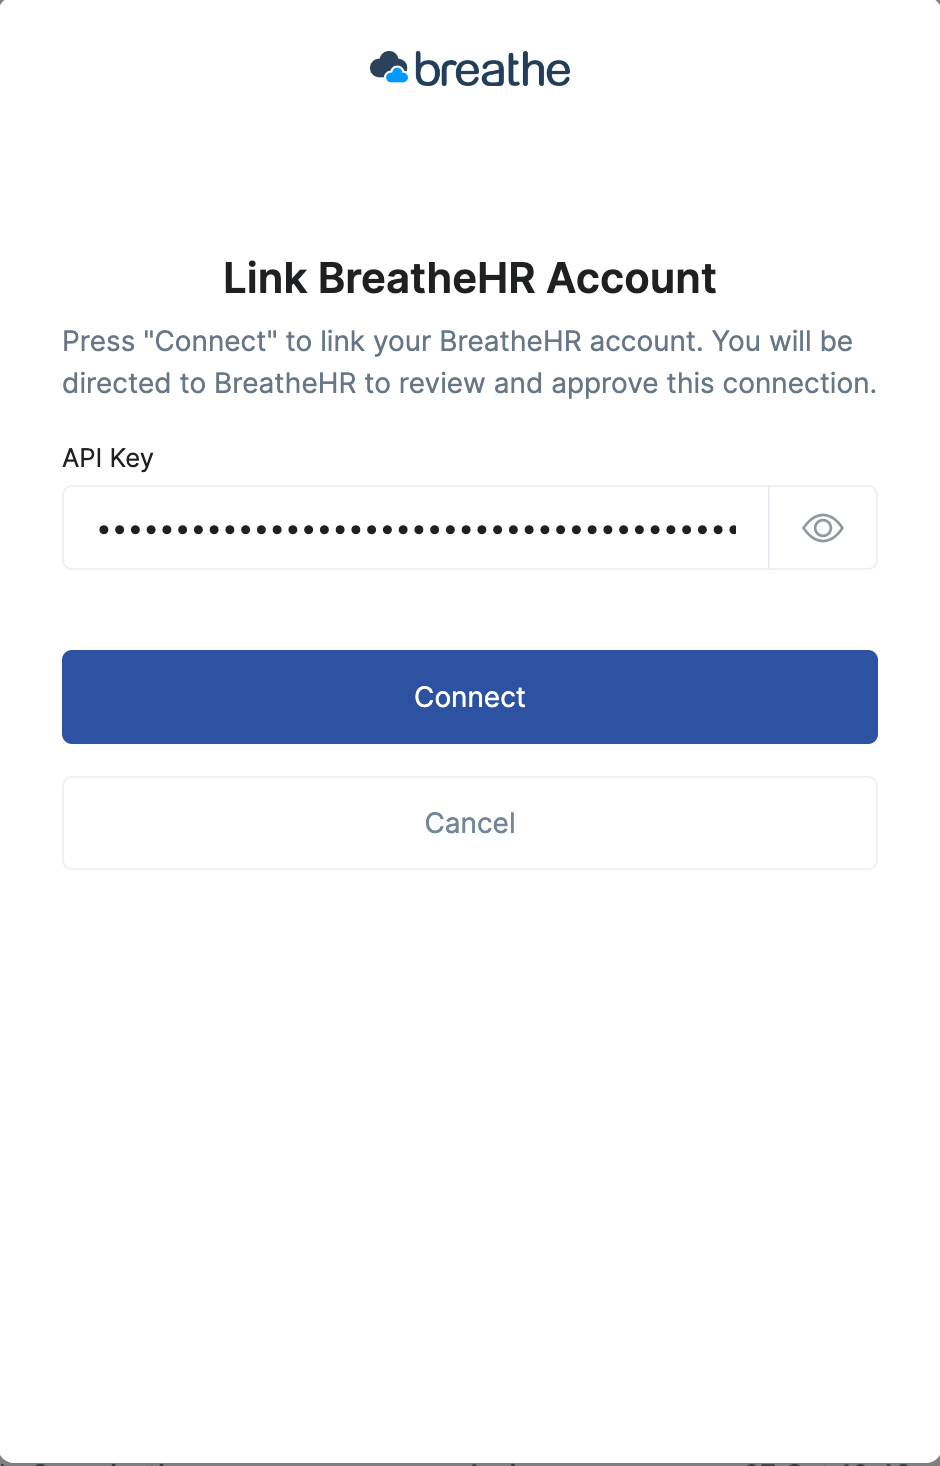 breathe
Link BreatheHR Account
Press "Connect" to link your BreatheHR account. You will be
directed to BreatheHR to review and approve this connection.
API Key
••••••••••••••••••••••••••••••••••••••••••
Connect
Cancel